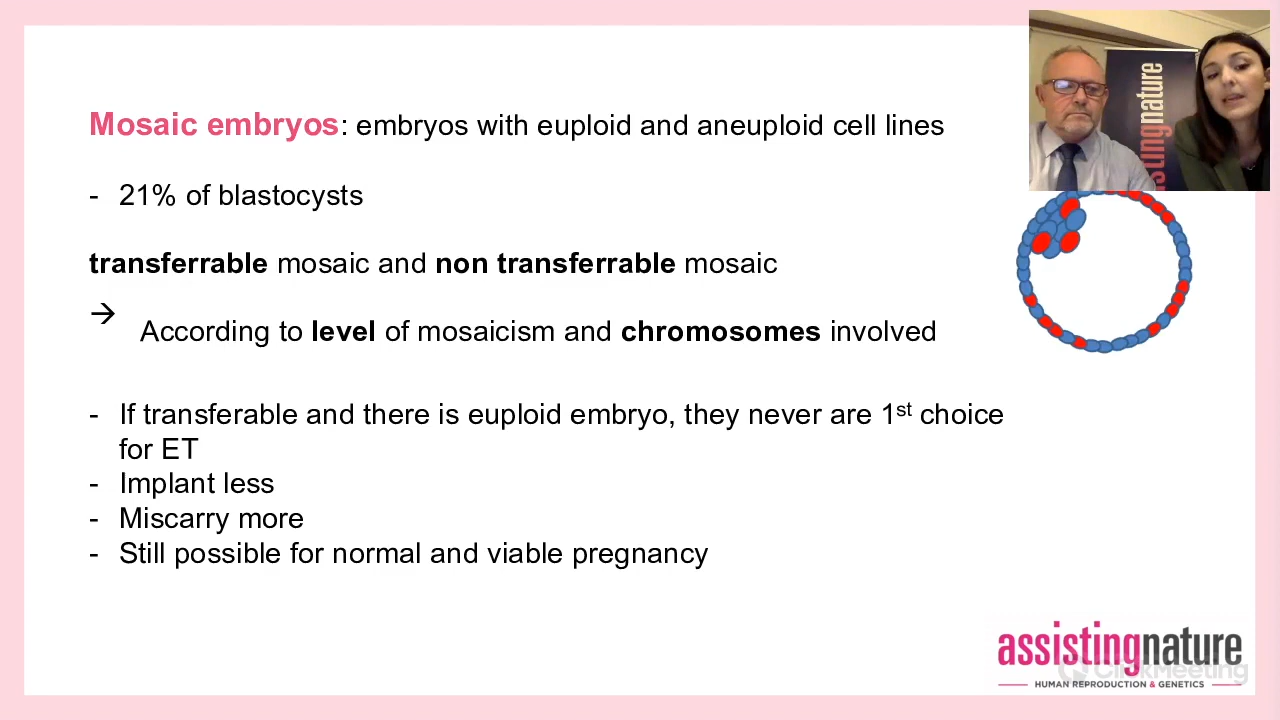 Mosaic embryos: embryos with euploid and aneuploid cell lines
- 21% of blastocysts
transferrable mosaic and non transferrable mosaic
→ According to level of mosaicism and chromosomes involved
- If transferable and there is euploid embryo, they never are 1st choice
for ET
- Implant less
- Miscarry more
- Still possible for normal and viable pregnancy
istingnature
assistingnature
ClickMeeting
HUMAN REPRODUCTION & GENETICS